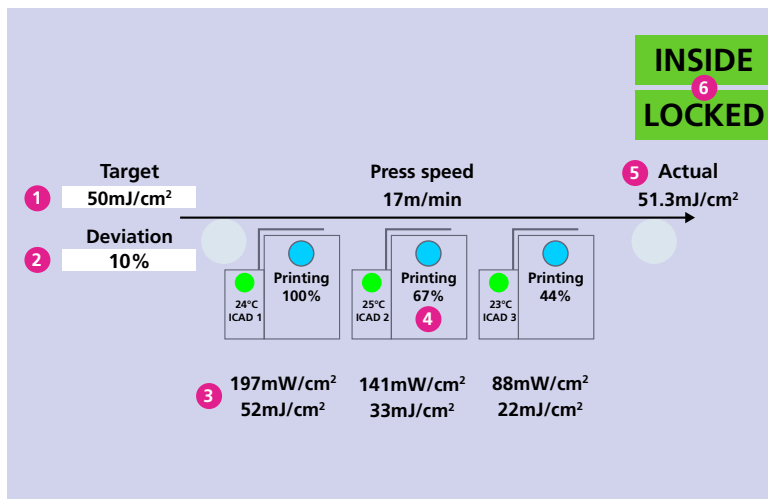 INSIDE
6
LOCKED
Target
Press speed
5 Actual
1 50mJ/cm²
17m/min
51.3mJ/cm²
Deviation
2 10%
24°C
ICAD 1
Printing
100%
25°C
ICAD 2
Printing
67%
4
23°C
ICAD 3
Printing
44%
3
197mW/cm²
52mJ/cm²
141mW/cm²
33mJ/cm²
88mW/cm²
22mJ/cm²